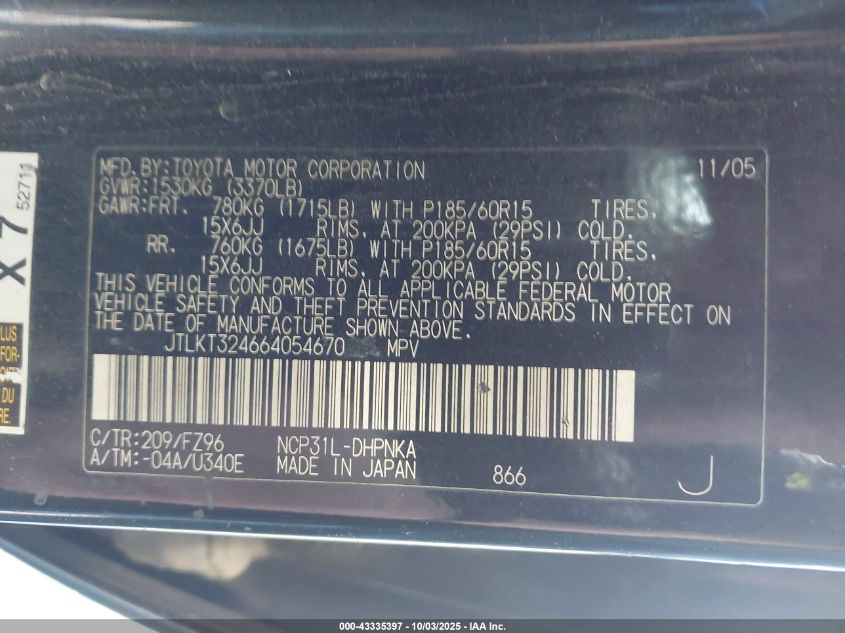 MFD.BY:TOYOTA MOTOR CORPORATION 11/05
GVWR:1530KG (3370LB)
GAWR:FRT. 780KG (1715LB) WITH P185/60R15 TIRES,
15X6JJ RIMS. AT 200KPA (29PSI) COLD.
RR. 760KG (1675LB) WITH P185/60R15 TIRES,
15X6JJ RIMS. AT 200KPA (29PSI) COLD.
THIS VEHICLE CONFORMS TO ALL APPLICABLE FEDERAL MOTOR
VEHICLE SAFETY AND THEFT PREVENTION STANDARDS IN EFFECT ON
THE DATE OF MANUFACTURE SHOWN ABOVE.
JTLKT324664054670 MPV
C/TR:209/FZ96 NCP31L-DHPNKA
A/TM:-04A/U340E MADE IN JAPAN 866 J
X 7
52711
PLUS
DU
000-43335397 - 10/03/2025 - IAA Inc.